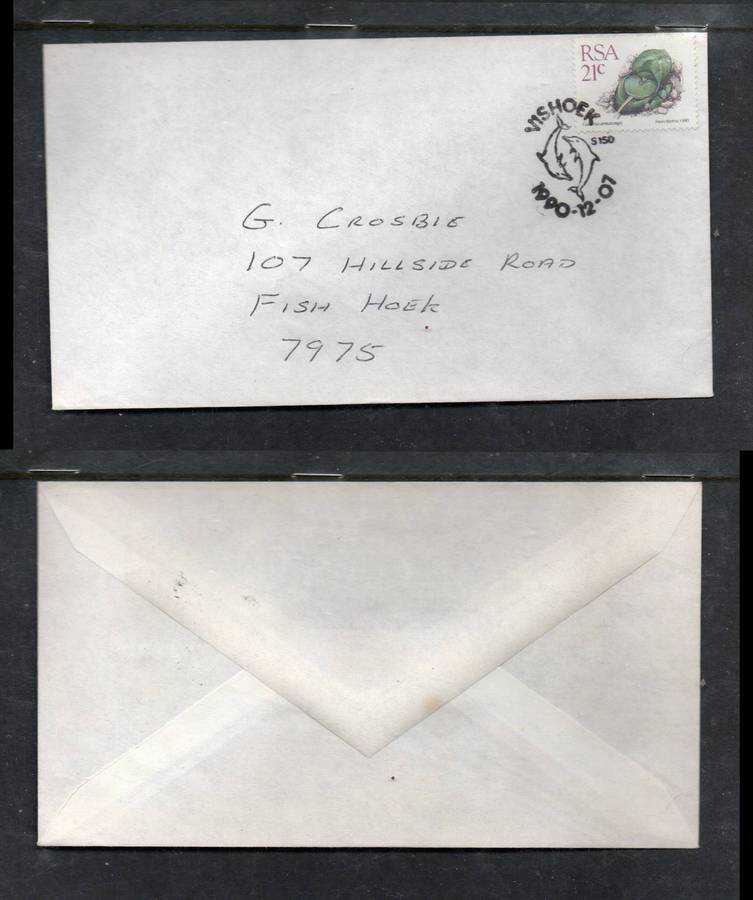 RSA
21c
VISHOEK
S150
1990-12-07
G. CROSBIE
107 HILLSIDE ROAD
FISH HOEK
7975